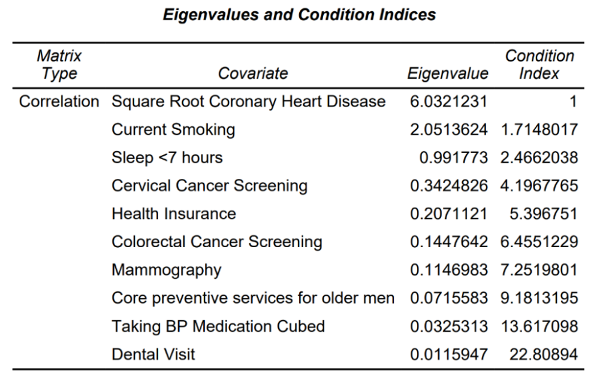 Eigenvalues and Condition Indices
Matrix Type Covariate Eigenvalue Condition Index
Correlation Square Root Coronary Heart Disease 6.0321231 1
Current Smoking 2.0513624 1.7148017
Sleep <7 hours 0.991773 2.4662038
Cervical Cancer Screening 0.3424826 4.1967765
Health Insurance 0.2071121 5.396751
Colorectal Cancer Screening 0.1447642 6.4551229
Mammography 0.1146983 7.2519801
Core preventive services for older men 0.0715583 9.1813195
Taking BP Medication Cubed 0.0325313 13.617098
Dental Visit 0.0115947 22.80894